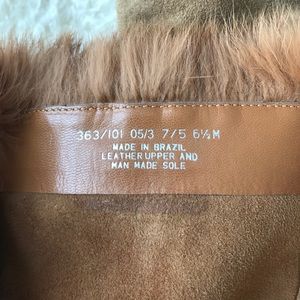 363/101 05/3 7/5 6½M
MADE IN BRAZIL
LEATHER UPPER AND
MAN MADE SOLE